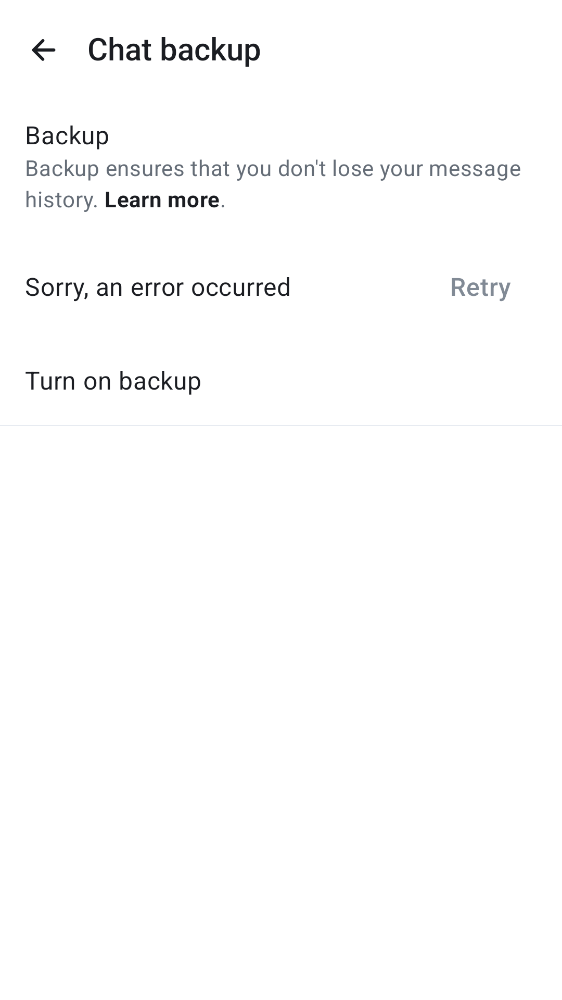 Chat backup
Backup
Backup ensures that you don't lose your message
history. Learn more.
Sorry, an error occurred
Retry
Turn on backup